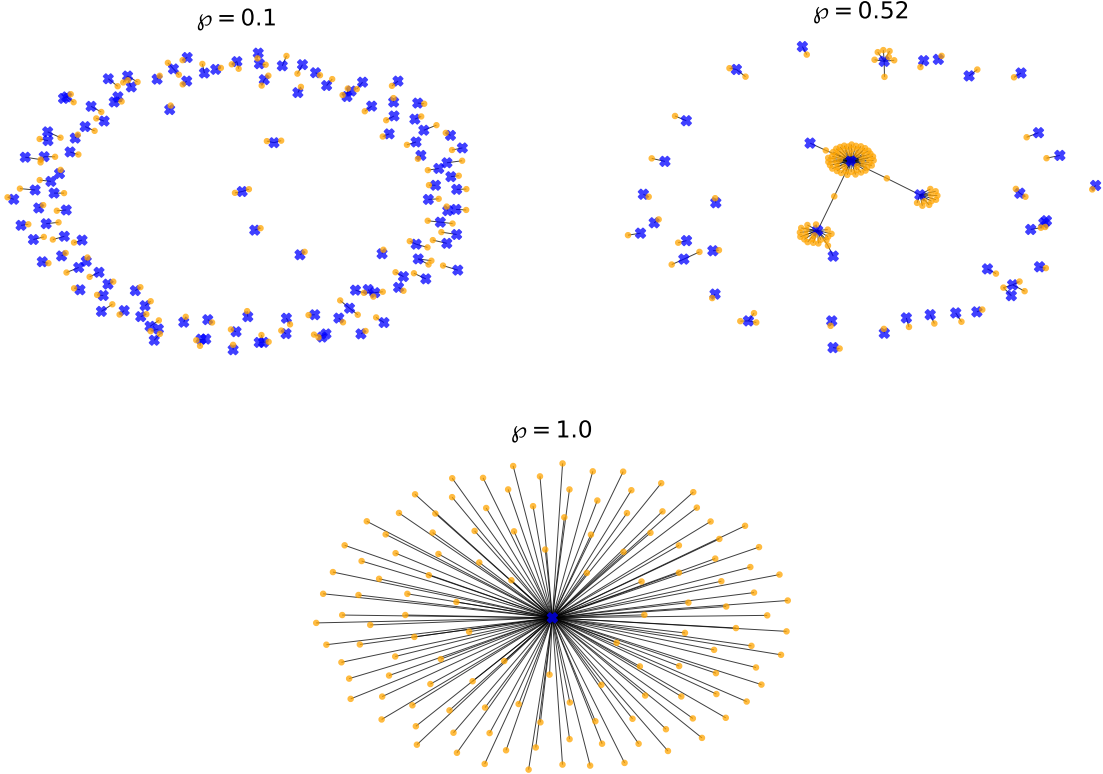 ℘ = 0.1
℘ = 0.52
℘ = 1.0